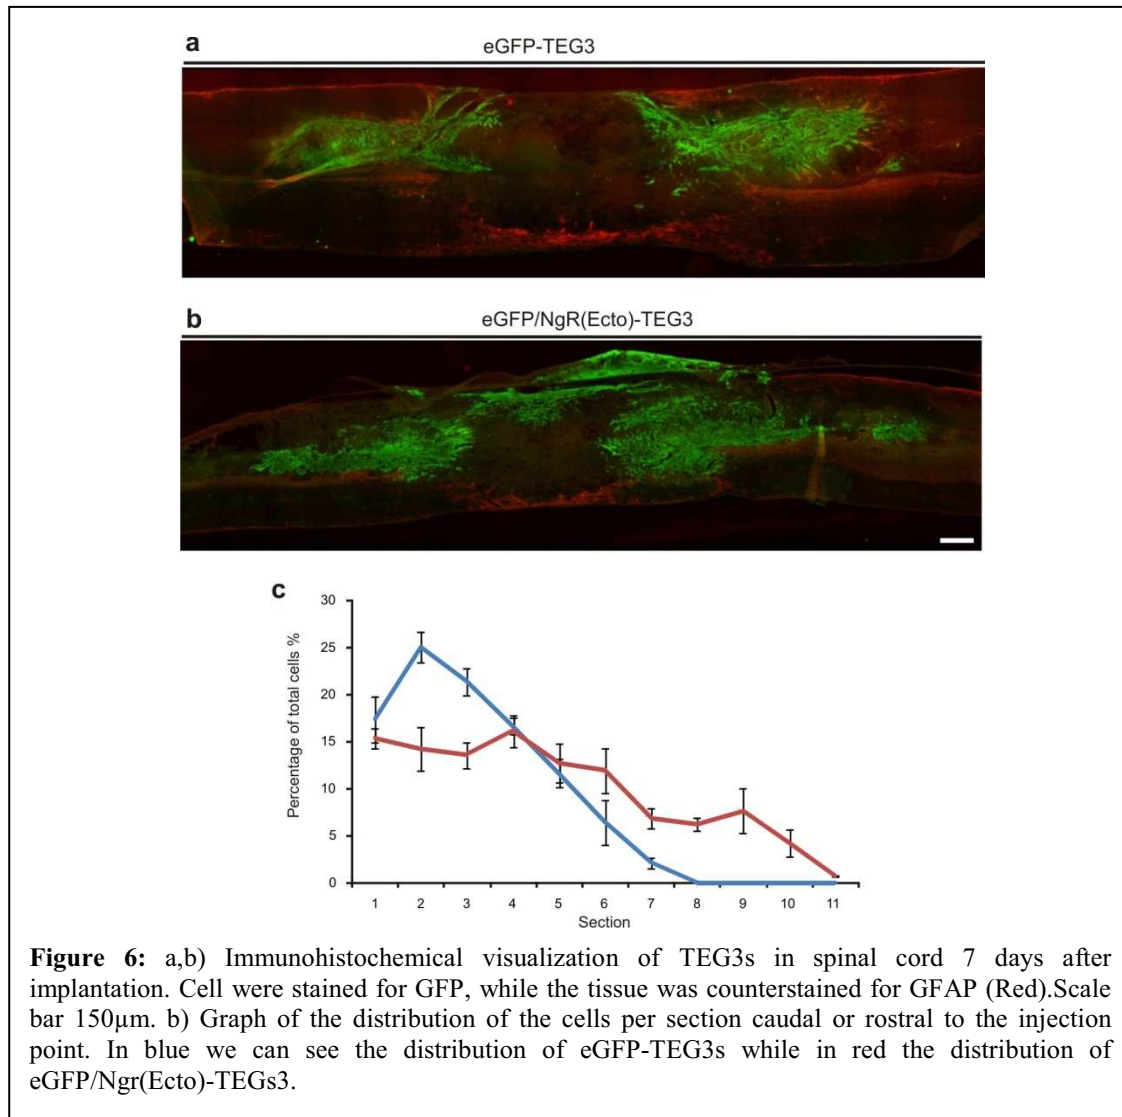 a
eGFP-TEG3
b
eGFP/NgR(Ecto)-TEG3
c
Percentage of total cells %
30
25
20
15
10
5
0
1 2 3 4 5 6 7 8 9 10 11
Section
Figure 6: a,b) Immunohistochemical visualization of TEG3s in spinal cord 7 days after
implantation. Cell were stained for GFP, while the tissue was counterstained for GFAP (Red).Scale
bar 150µm. b) Graph of the distribution of the cells per section caudal or rostral to the injection
point. In blue we can see the distribution of eGFP-TEG3s while in red the distribution of
eGFP/Ngr(Ecto)-TEGs3.